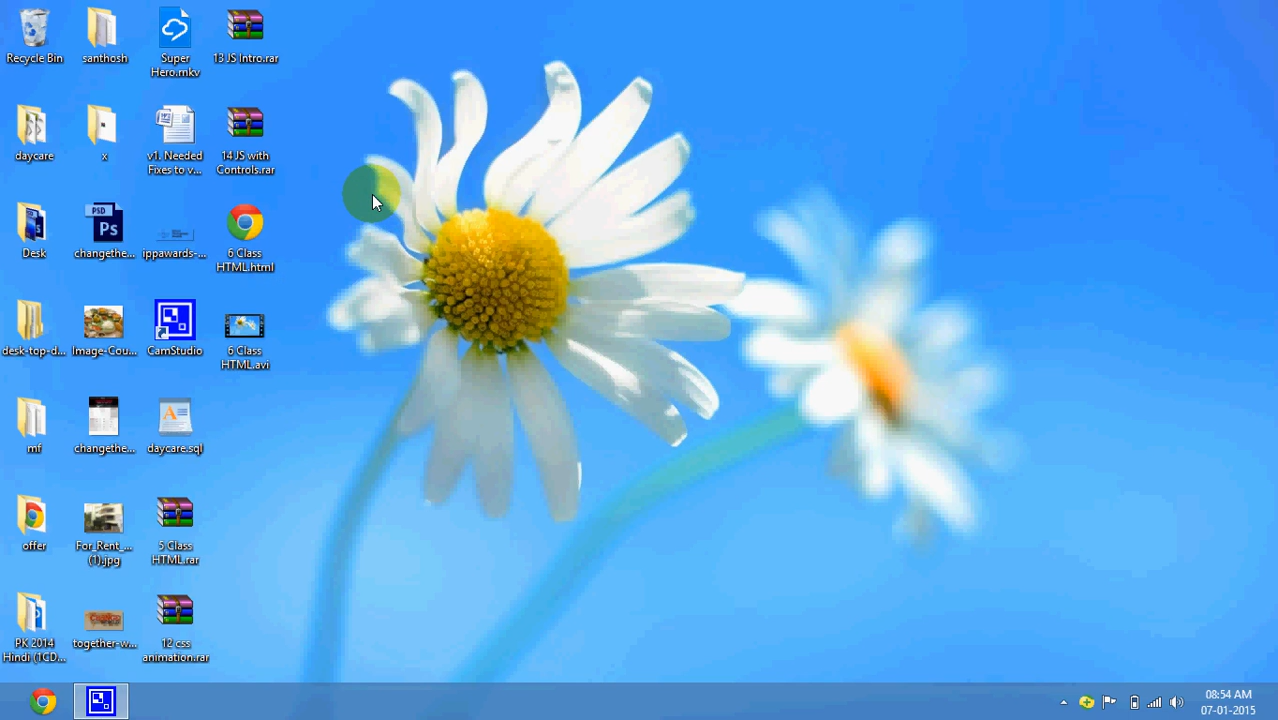 Recycle Bin
santhosh
Super
Hero.mkv
13 JS Intro.rar
daycare
x
v1. Needed
Fixes to v...
14 JS with
Controls.rar
Desk
PSD
Ps
changethe...
ippawards-...
6 Class
HTML.html
desk-top-d...
Image-Cou...
CamStudio
6 Class
HTML.avi
mf
changethe...
daycare.sql
offer
For_Rent_...
(1).jpg
5 Class
HTML.rar
PK 2014
Hindi (1CD...
together-w...
12 css
animation.rar
08:54 AM
07-01-2015